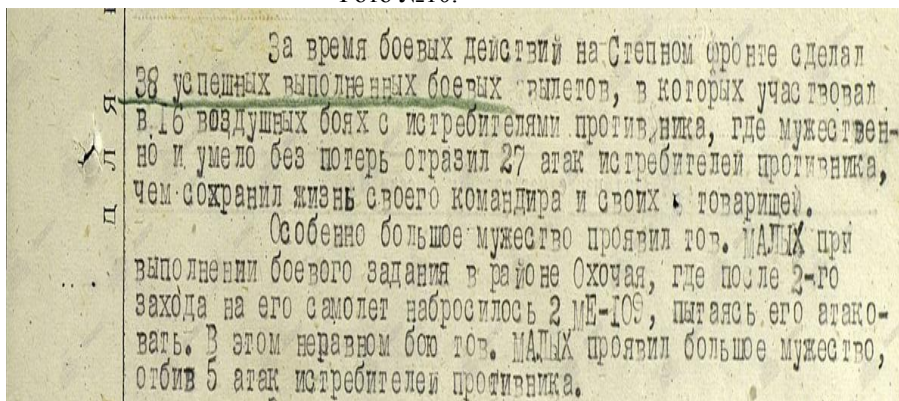 За время боевых действий на Степном фронте сделал
38 успешных выполненных боевых вылетов, в которых участвовал
в 16 воздушных боях с истребителями противника, где мужествен-
но и умело без потерь отразил 27 атак истребителей противника,
чем сохранил жизнь своего командира и своих товарищей.
Особенно большое мужество проявил тов. МАЛЫХ при
выполнении боевого задания в районе Охочая, где после 2-го
захода на его самолет набросилось 2 МЕ-109, пытаясь его атако-
вать. В этом неравном бою тов. МАЛЫХ проявил большое мужество,
отбив 5 атак истребителей противника.